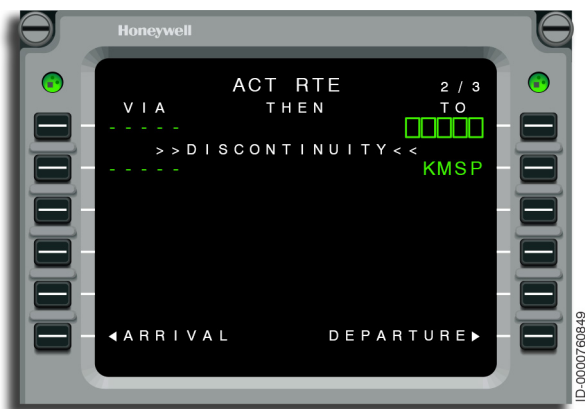 Honeywell
ACT RTE 2 / 3
VIA THEN TO
----- □□□□□
>>DISCONTINUITY<<
----- KMSP
◀ARRIVAL DEPARTURE▶
ID-0000760849